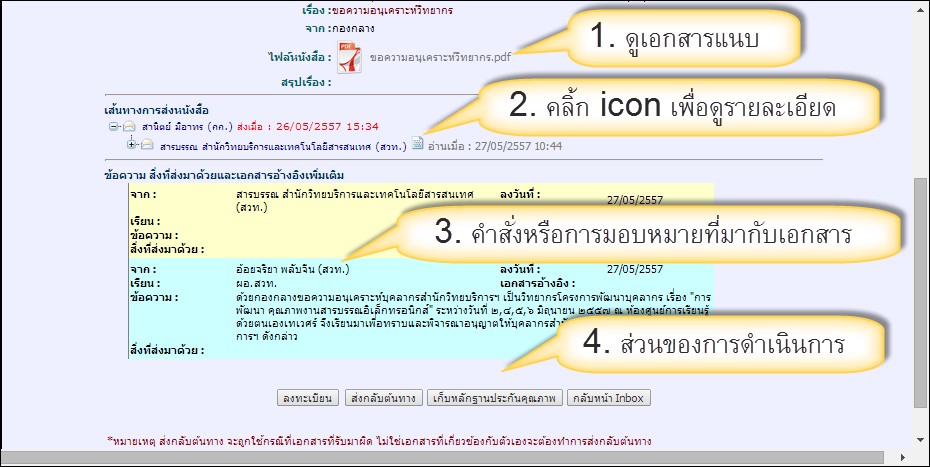 เรื่อง : ขอความอนุเคราะห์วิทยากร
จาก : กองกลาง
1. ดูเอกสารแนบ
ไฟล์หนังสือ : ขอความอนุเคราะห์วิทยากร.pdf
สรุปเรื่อง :
2. คลิ้ก icon เพื่อดูรายละเอียด
เส้นทางการส่งหนังสือ
สานิตย์ มีอาทร (กก.) ส่งเมื่อ : 26/05/2557 15:34
สารบรรณ สำนักวิทยบริการและเทคโนโลยีสารสนเทศ (สวท.) อ่านเมื่อ : 27/05/2557 10:44
ข้อความ สิ่งที่ส่งมาด้วยและเอกสารอ้างอิงเพิ่มเติม
จาก : สารบรรณ สำนักวิทยบริการและเทคโนโลยีสารสนเทศ ลงวันที่ : 27/05/2557
(สวท.)
เรียน :
3. คำสั่งหรือการมอบหมายที่มากับเอกสาร
ข้อความ :
สิ่งที่ส่งมาด้วย :
จาก : อ้อยจริยา พลับจีน (สวท.) ลงวันที่ : 27/05/2557
เรียน : ผอ.สวท. เอกสารอ้างอิง :
ข้อความ : ด้วยกองกลางขอความอนุเคราะห์บุคลากรสำนักวิทยบริการฯ เป็นวิทยากรโครงการพัฒนาบุคลากร เรื่อง "การ
พัฒนา คุณภาพงานสารบรรณอิเล็กทรอนิกส์" ระหว่างวันที่ ๒,๔,๕,๖ มิถุนายน ๒๕๕๗ ณ ห้องศูนย์การเรียนรู้
ด้วยตนเองเทเวศร์ จึงเรียนมาเพื่อทราบและพิจารณาอนุญาตให้บุคลากรสำนัก
การฯ ดังกล่าว
4. ส่วนของการดำเนินการ
สิ่งที่ส่งมาด้วย :
ลงทะเบียน ส่งกลับต้นทาง เก็บหลักฐานประกันคุณภาพ กลับหน้า Inbox
*หมายเหตุ ส่งกลับต้นทาง จะถูกใช้กรณีที่เอกสารที่รับมาผิด ไม่ใช่เอกสารที่เกี่ยวข้องกับตัวเองจะต้องทำการส่งกลับต้นทาง